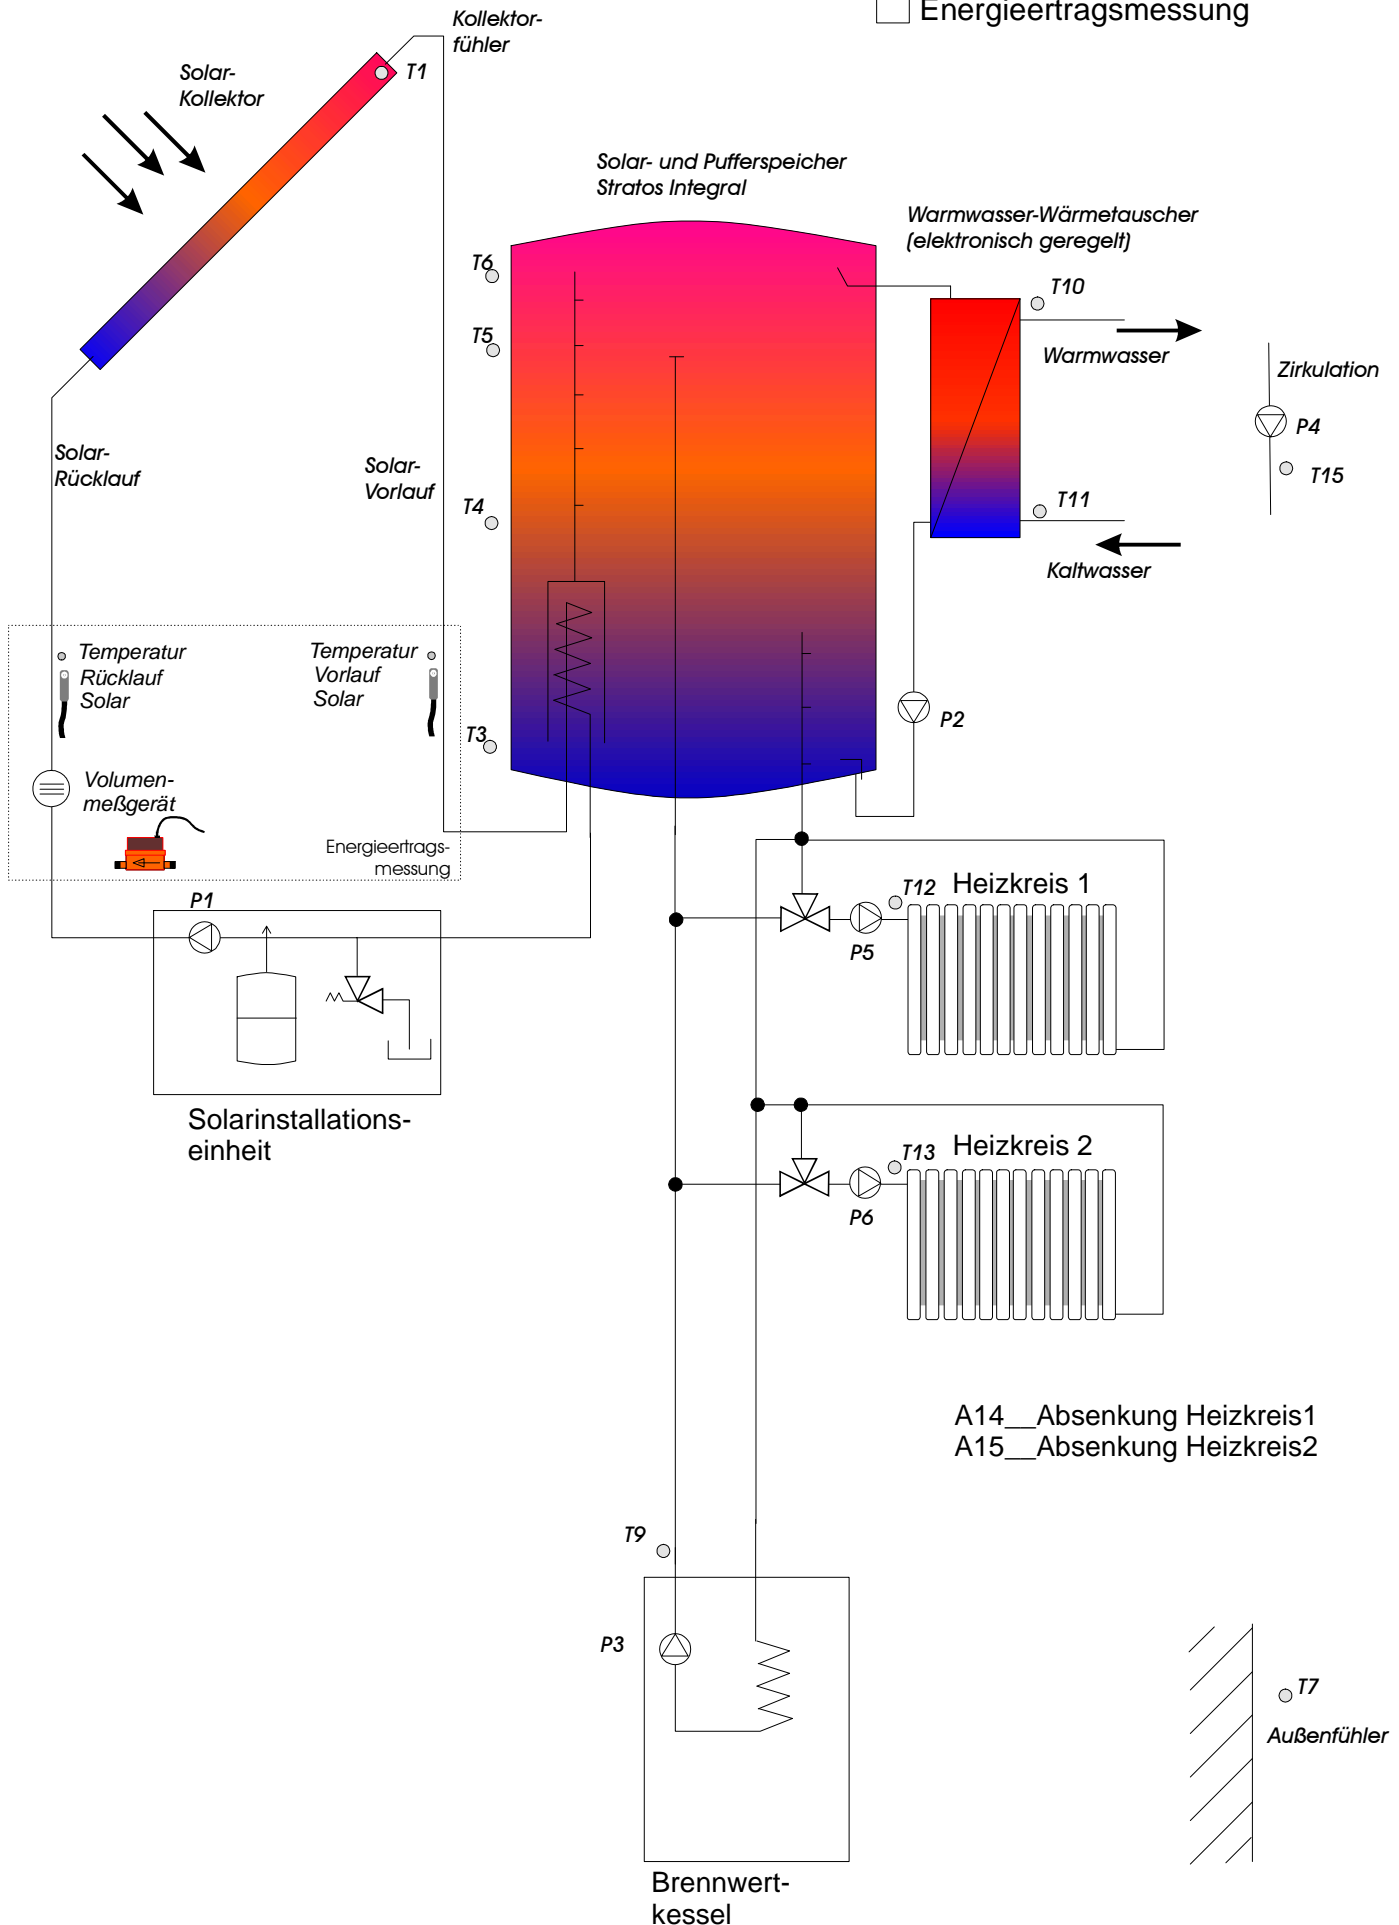 Energieertragsmessung
Kollektor-
fühler
Solar-
Kollektor
T1
Solar- und Pufferspeicher
Stratos Integral
Warmwasser-Wärmetauscher
(elektronisch geregelt)
T6
T10
T5
Warmwasser
Zirkulation
P4
T15
Solar-
Rücklauf
Solar-
Vorlauf
T4
T11
Kaltwasser
Temperatur
Rücklauf
Solar
Temperatur
Vorlauf
Solar
T3
P2
Volumen-
meßgerät
Energieertrags-
messung
P1
T12
Heizkreis 1
P5
Solarinstallations-
einheit
T13
Heizkreis 2
P6
A14__Absenkung Heizkreis1
A15__Absenkung Heizkreis2
T9
P3
T7
Außenfühler
Brennwert-
kessel